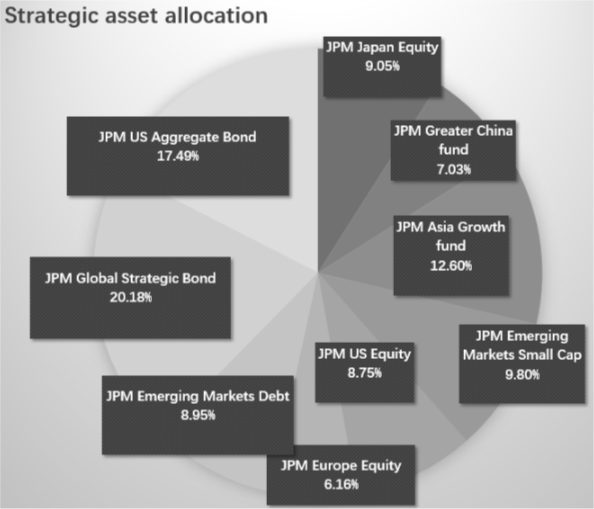 Strategic asset allocation
JPM Japan Equity
9.05%
JPM Greater China
fund
7.03%
JPM Asia Growth
fund
12.60%
JPM Emerging
Markets Small Cap
9.80%
JPM US Equity
8.75%
JPM Europe Equity
6.16%
JPM Emerging Markets Debt
8.95%
JPM Global Strategic Bond
20.18%
JPM US Aggregate Bond
17.49%